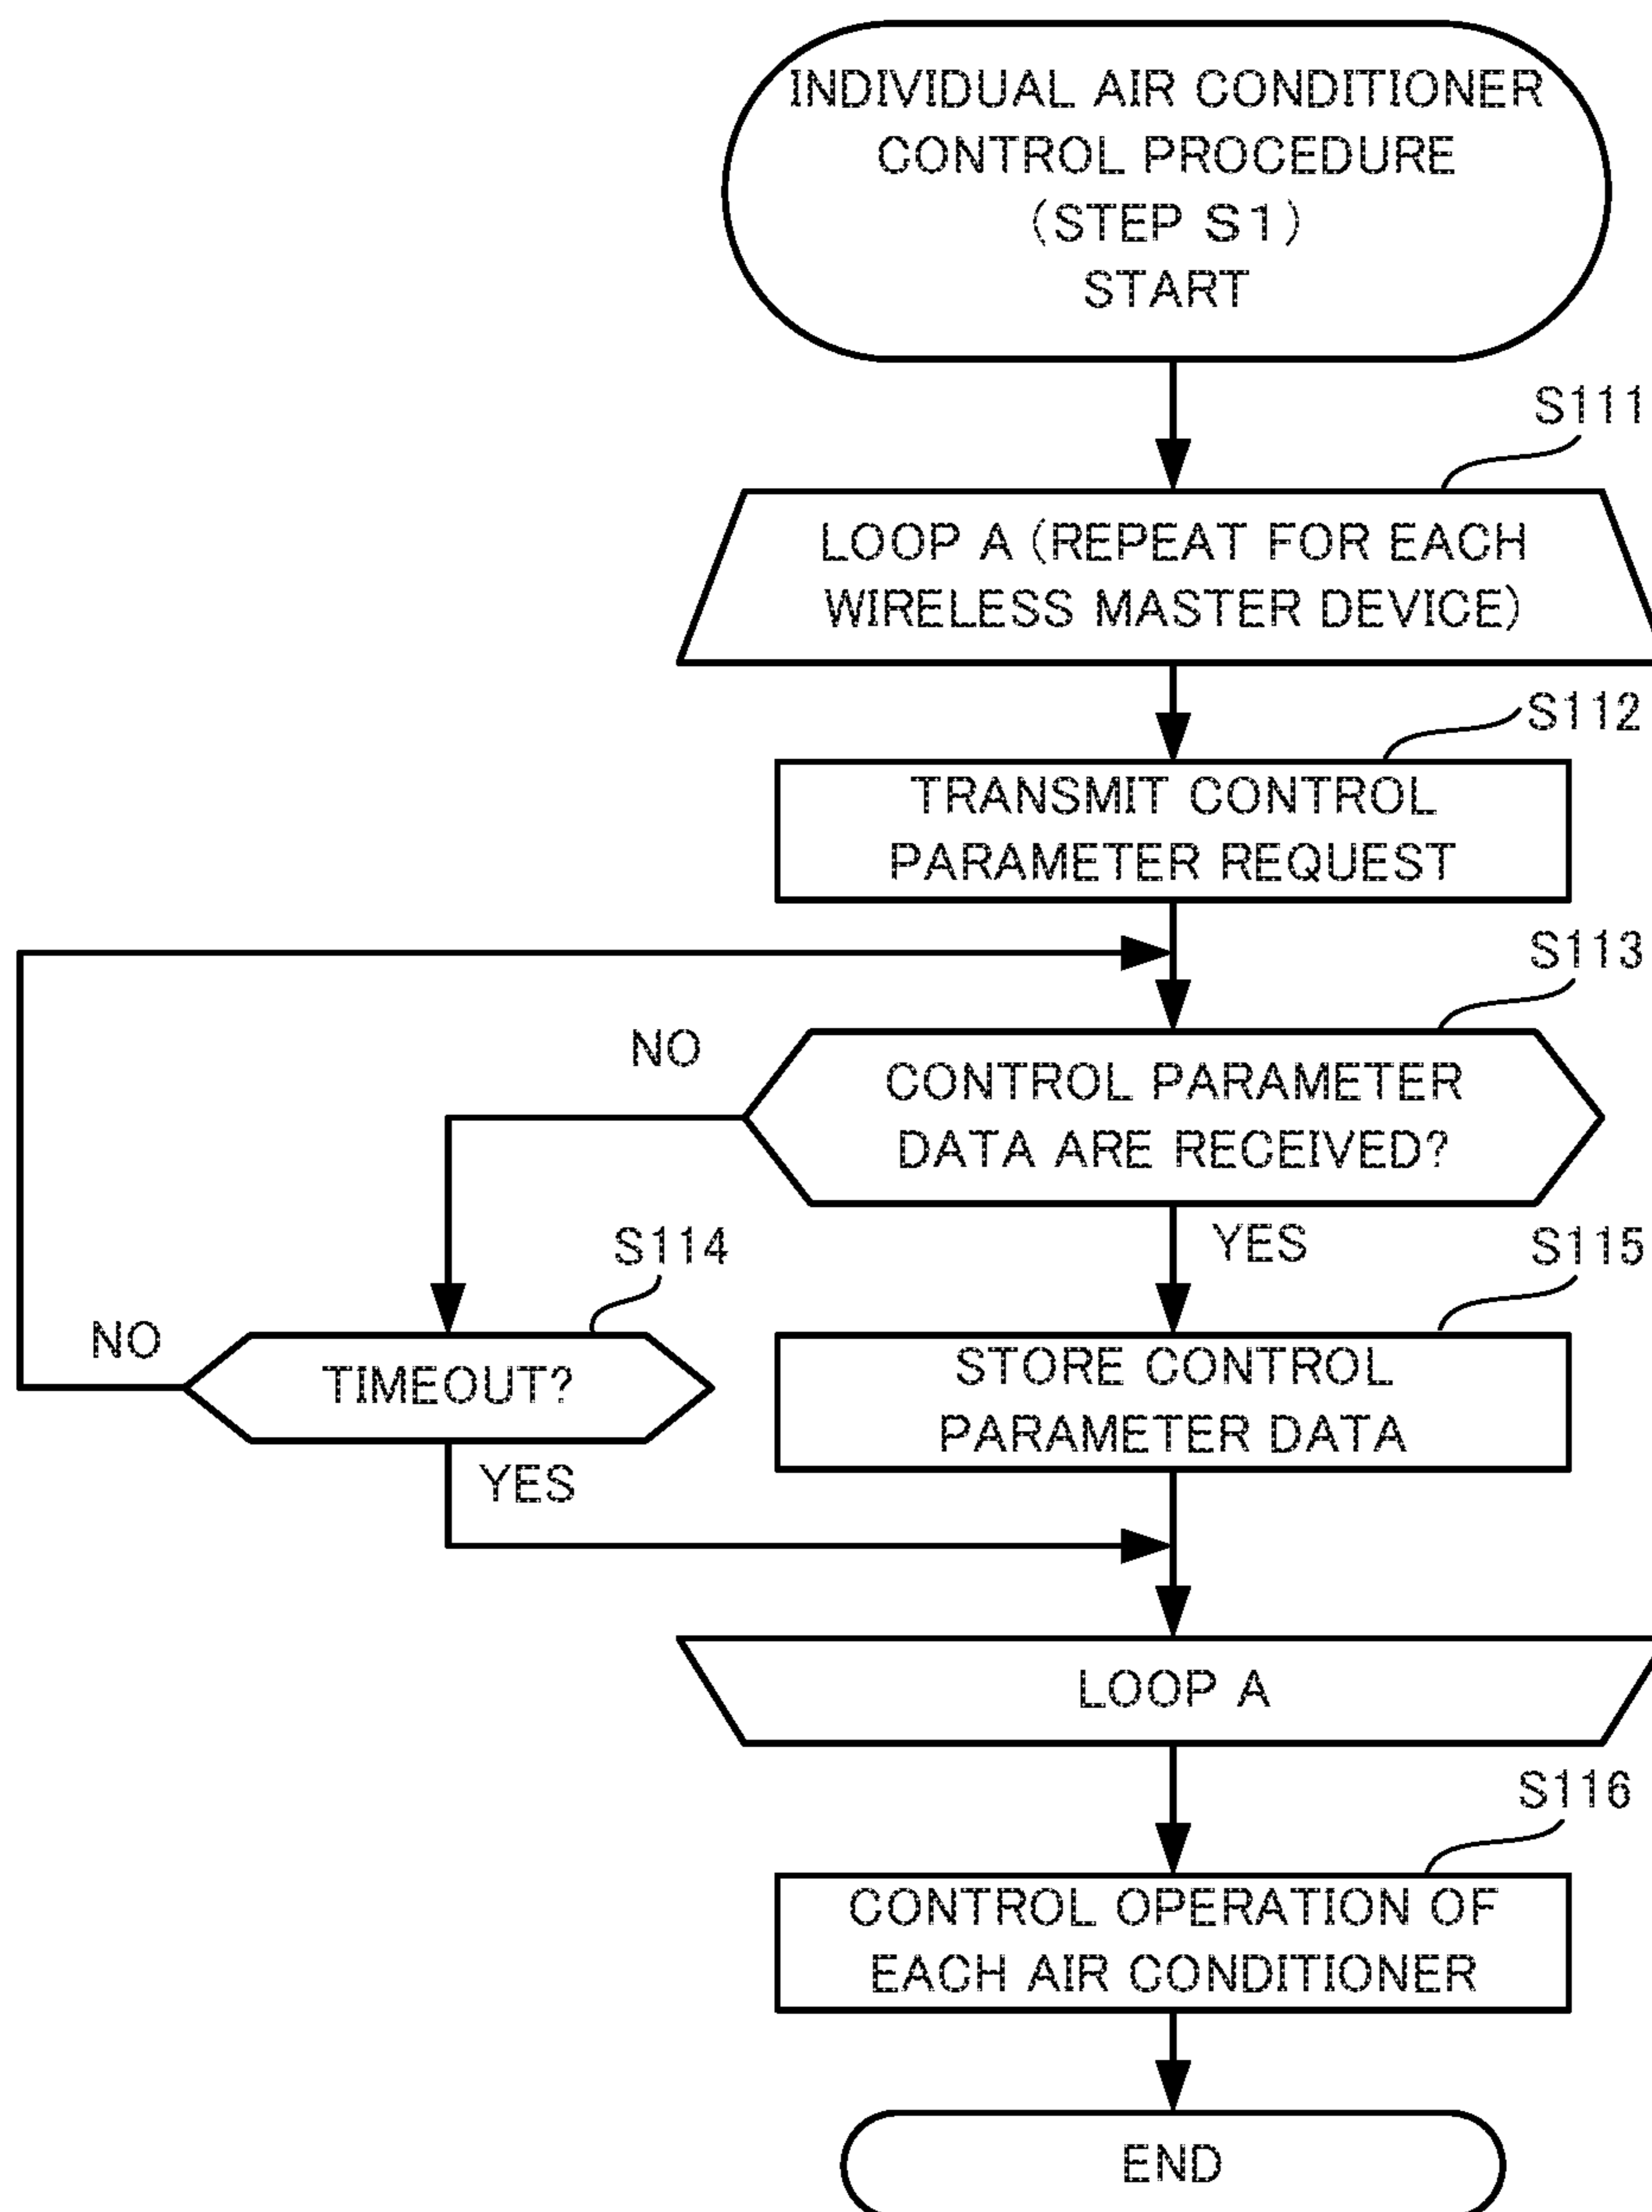 INDIVIDUAL AIR CONDITIONER
CONTROL PROCEDURE
(STEP S1)
START
S111
LOOP A (REPEAT FOR EACH
WIRELESS MASTER DEVICE)
S112
TRANSMIT CONTROL
PARAMETER REQUEST
S113
NO
CONTROL PARAMETER
DATA ARE RECEIVED?
YES
S114
S115
NO
TIMEOUT?
STORE CONTROL
PARAMETER DATA
YES
LOOP A
S116
CONTROL OPERATION OF
EACH AIR CONDITIONER
END